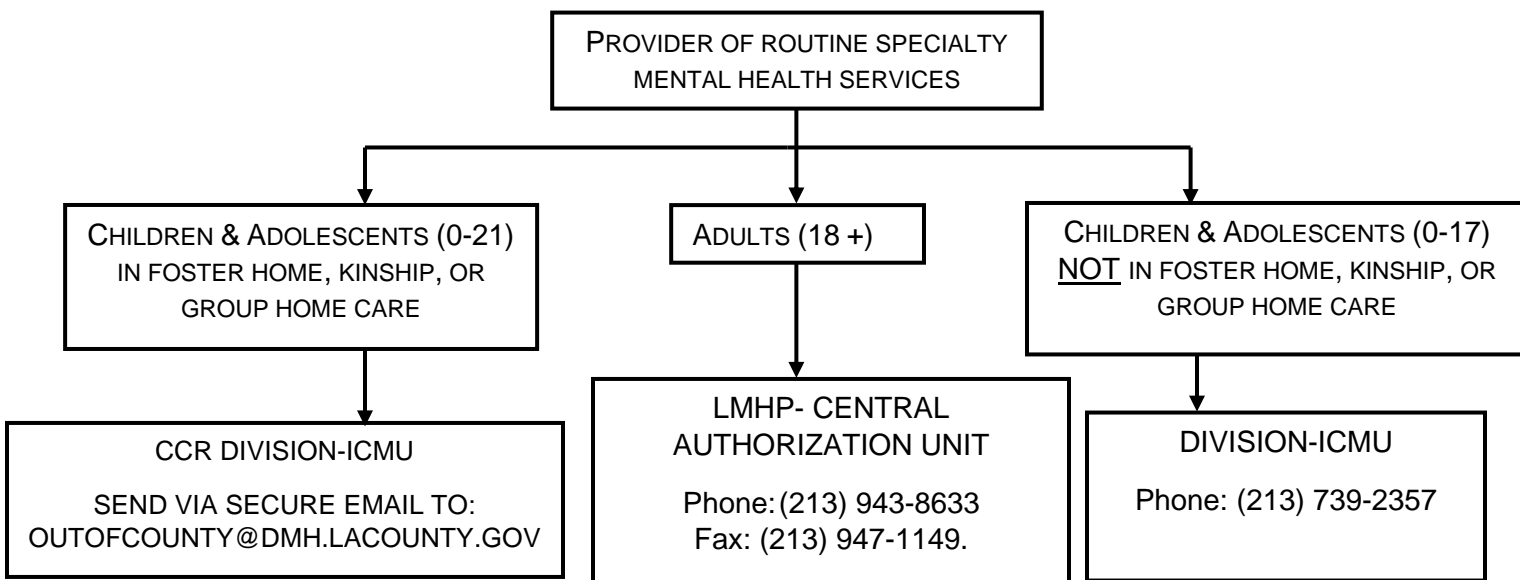 PROVIDER OF ROUTINE SPECIALTY
MENTAL HEALTH SERVICES
CHILDREN & ADOLESCENTS (0-21)
IN FOSTER HOME, KINSHIP, OR
GROUP HOME CARE
ADULTS (18 +)
CHILDREN & ADOLESCENTS (0-17)
NOT IN FOSTER HOME, KINSHIP, OR
GROUP HOME CARE
CCR DIVISION-ICMU
SEND VIA SECURE EMAIL TO:
OUTOFCOUNTY@DMH.LACOUNTY.GOV
LMHP- CENTRAL
AUTHORIZATION UNIT
Phone: (213) 943-8633
Fax: (213) 947-1149.
DIVISION-ICMU
Phone: (213) 739-2357